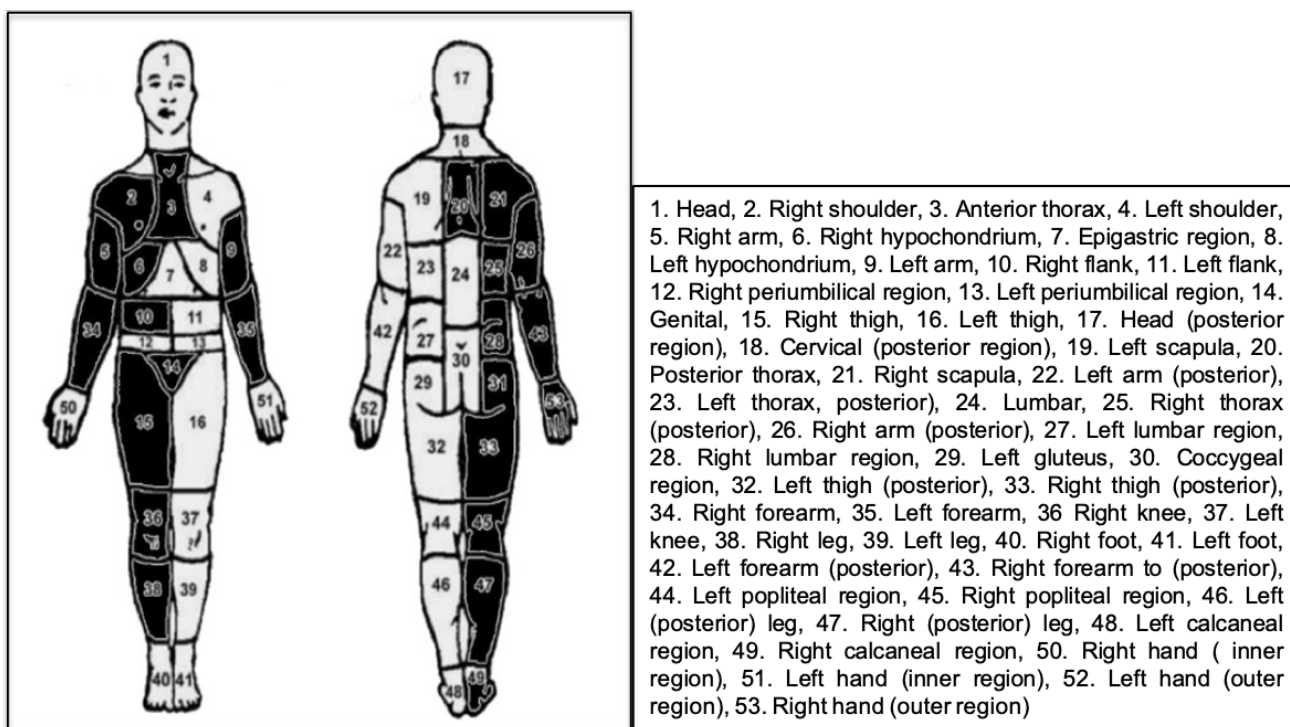 1
2
3
4
5
6
7
8
9
10
11
12
13
14
15
16
34
35
50
51
36
37
38
39
40
41
17
18
19
20
21
22
23
24
25
26
42
27
28
43
30
29
31
52
53
32
33
44
45
46
47
48
49
1. Head, 2. Right shoulder, 3. Anterior thorax, 4. Left shoulder,
5. Right arm, 6. Right hypochondrium, 7. Epigastric region, 8.
Left hypochondrium, 9. Left arm, 10. Right flank, 11. Left flank,
12. Right periumbilical region, 13. Left periumbilical region, 14.
Genital, 15. Right thigh, 16. Left thigh, 17. Head (posterior
region), 18. Cervical (posterior region), 19. Left scapula, 20.
Posterior thorax, 21. Right scapula, 22. Left arm (posterior),
23. Left thorax, posterior), 24. Lumbar, 25. Right thorax
(posterior), 26. Right arm (posterior), 27. Left lumbar region,
28. Right lumbar region, 29. Left gluteus, 30. Coccygeal
region, 32. Left thigh (posterior), 33. Right thigh (posterior),
34. Right forearm, 35. Left forearm, 36 Right knee, 37. Left
knee, 38. Right leg, 39. Left leg, 40. Right foot, 41. Left foot,
42. Left forearm (posterior), 43. Right forearm to (posterior),
44. Left popliteal region, 45. Right popliteal region, 46. Left
(posterior) leg, 47. Right (posterior) leg, 48. Left calcaneal
region, 49. Right calcaneal region, 50. Right hand ( inner
region), 51. Left hand (inner region), 52. Left hand (outer
region), 53. Right hand (outer region)